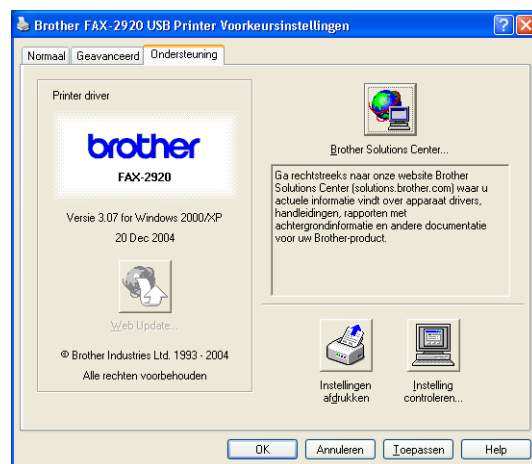 Brother FAX-2920 USB Printer Voorkeursinstellingen
Normaal
Geavanceerd
Ondersteuning
Printer driver
brother
FAX-2920
Versie 3.07 for Windows 2000/XP
20 Dec 2004
Web Update...
© Brother Industries Ltd. 1993 - 2004
Alle rechten voorbehouden
Brother Solutions Center...
Ga rechtstreeks naar onze website Brother
Solutions Center (solutions.brother.com) waar u
actuele informatie vindt over apparaat drivers,
handleidingen, rapporten met
achtergrondinformatie en andere documentatie
voor uw Brother-product.
Instellingen
afdrukken
Instelling
controleren...
OK
Annuleren
Toepassen
Help